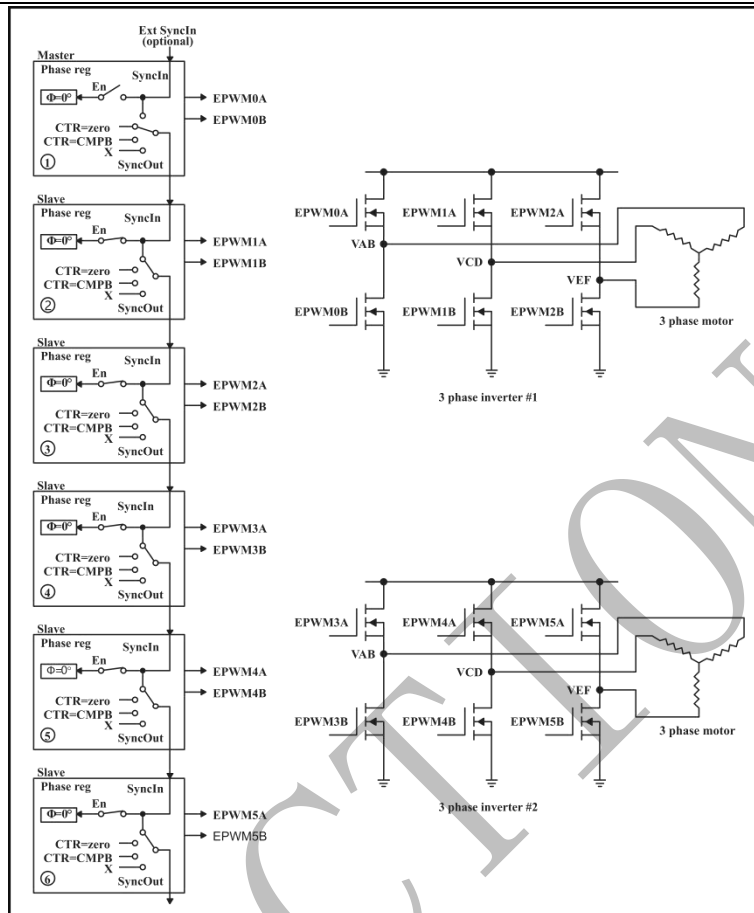 Ext SyncIn
(optional)
Master
Phase reg
SyncIn
En
Φ=0°
EPWM0A
EPWM0B
CTR=zero
CTR=CMPB
X
SyncOut
①
Slave
Phase reg
SyncIn
En
Φ=0°
EPWM1A
EPWM1B
CTR=zero
CTR=CMPB
X
SyncOut
②
Slave
Phase reg
SyncIn
En
Φ=0°
EPWM2A
EPWM2B
CTR=zero
CTR=CMPB
X
SyncOut
③
Slave
Phase reg
SyncIn
En
Φ=0°
EPWM3A
EPWM3B
CTR=zero
CTR=CMPB
X
SyncOut
④
Slave
Phase reg
SyncIn
En
Φ=0°
EPWM4A
EPWM4B
CTR=zero
CTR=CMPB
X
SyncOut
⑤
Slave
Phase reg
SyncIn
En
Φ=0°
EPWM5A
EPWM5B
CTR=zero
CTR=CMPB
X
SyncOut
⑥
EPWM0A
EPWM1A
EPWM2A
VAB
VCD
VEF
EPWM0B
EPWM1B
EPWM2B
3 phase motor
3 phase inverter #1
EPWM3A
EPWM4A
EPWM5A
VAB
VCD
VEF
EPWM3B
EPWM4B
EPWM5B
3 phase motor
3 phase inverter #2
CTION